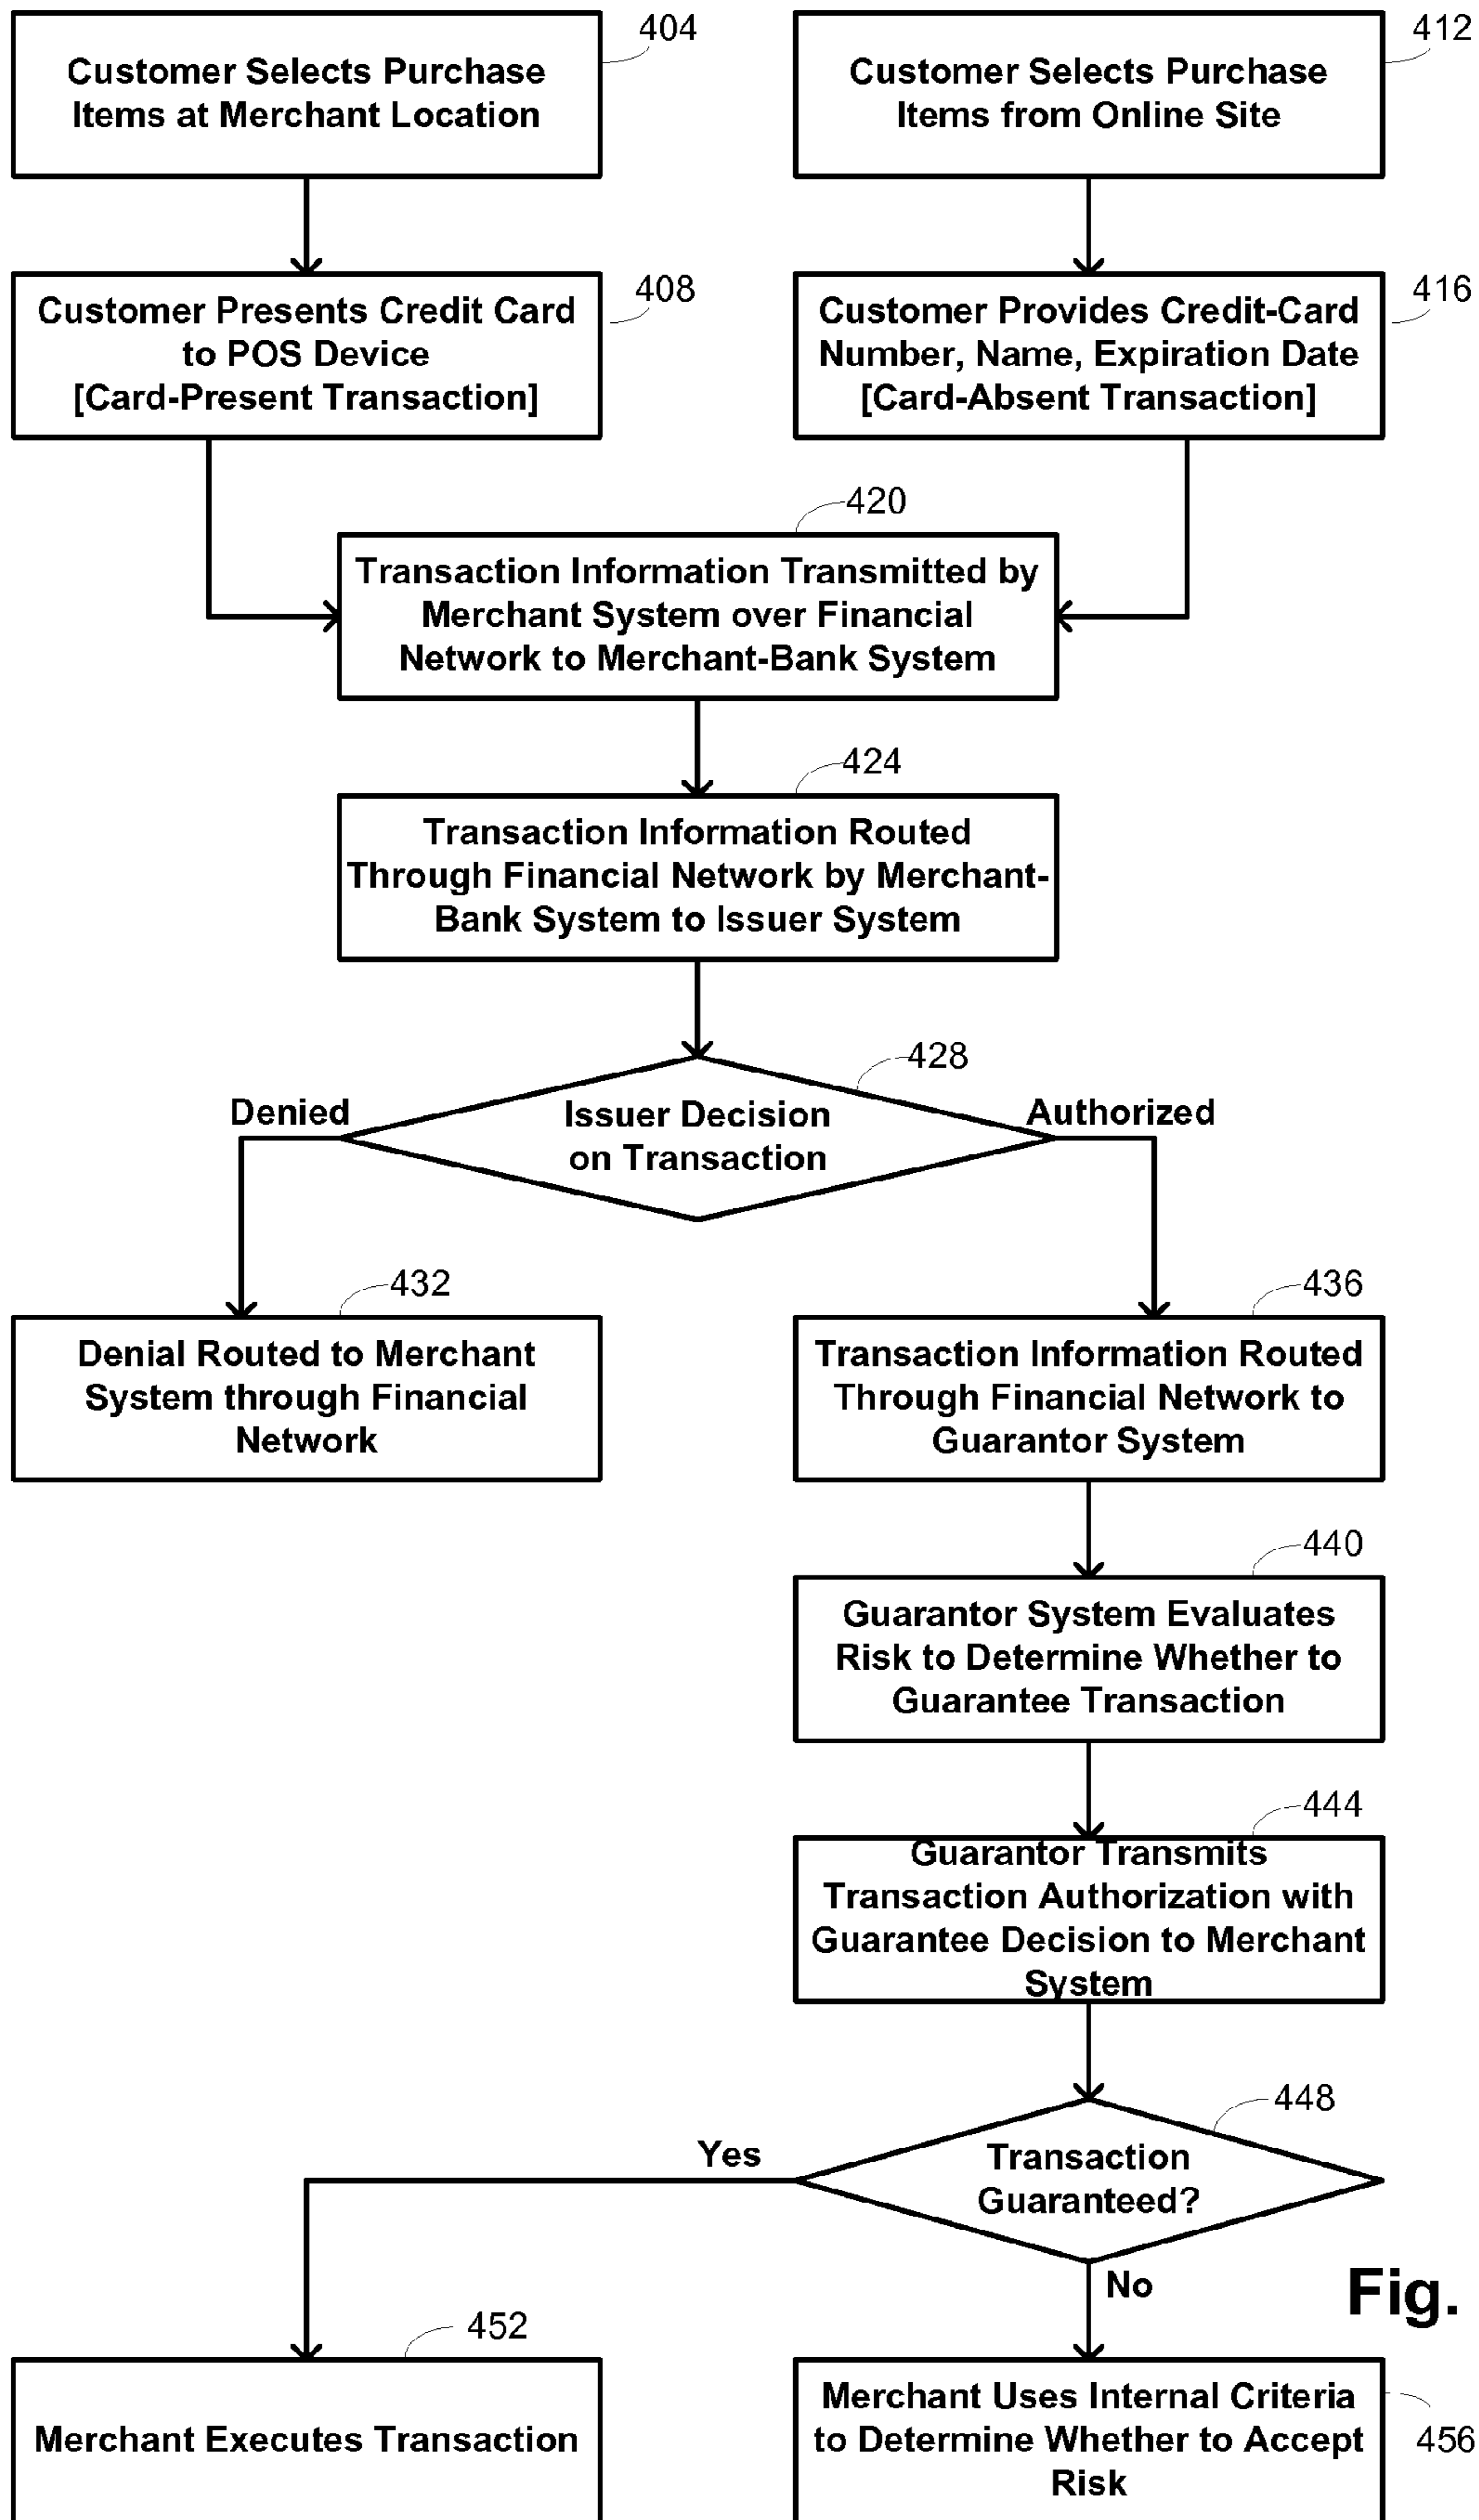 404
Customer Selects Purchase
Items at Merchant Location
412
Customer Selects Purchase
Items from Online Site
408
Customer Presents Credit Card
to POS Device
[Card-Present Transaction]
416
Customer Provides Credit-Card
Number, Name, Expiration Date
[Card-Absent Transaction]
420
Transaction Information Transmitted by
Merchant System over Financial
Network to Merchant-Bank System
424
Transaction Information Routed
Through Financial Network by Merchant-
Bank System to Issuer System
428
Denied
Issuer Decision
on Transaction
Authorized
432
Denial Routed to Merchant
System through Financial
Network
436
Transaction Information Routed
Through Financial Network to
Guarantor System
440
Guarantor System Evaluates
Risk to Determine Whether to
Guarantee Transaction
444
Guarantor Transmits
Transaction Authorization with
Guarantee Decision to Merchant
System
448
Yes
Transaction
Guaranteed?
No
Fig.
452
Merchant Executes Transaction
Merchant Uses Internal Criteria
to Determine Whether to Accept
Risk
456